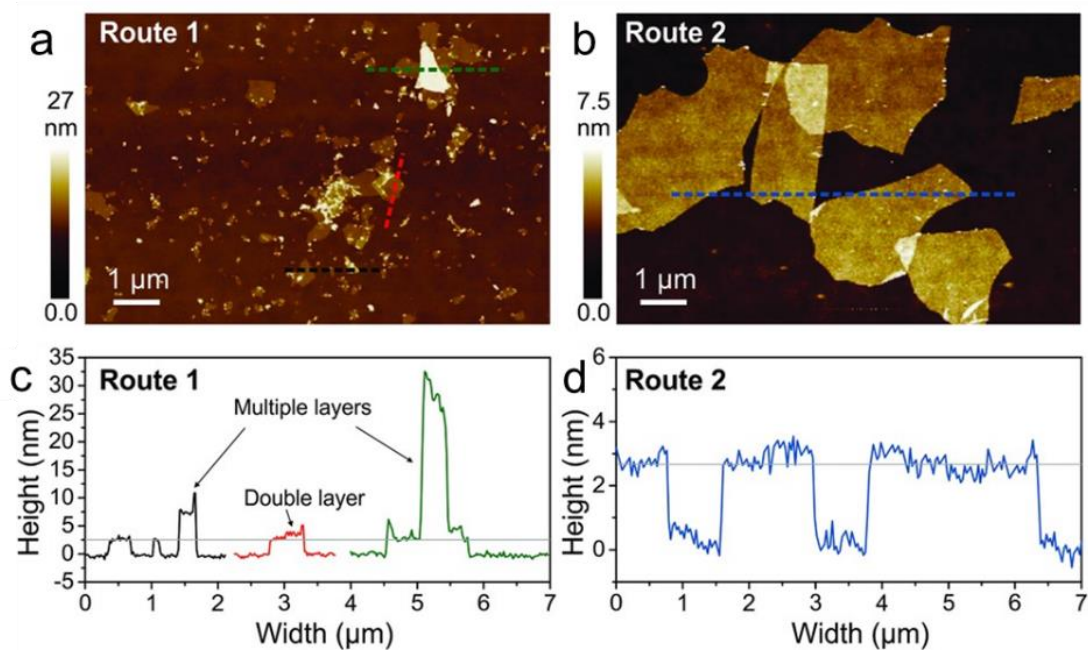 a
Route 1
27
nm
0.0
1 µm
b
Route 2
7.5
nm
0.0
1 µm
c
Route 1
Multiple layers
Double layer
Height (nm)
35
30
25
20
15
10
5
0
-5
0 1 2 3 4 5 6 7
Width (µm)
d
Route 2
Height (nm)
6
4
2
0
0 1 2 3 4 5 6 7
Width (µm)